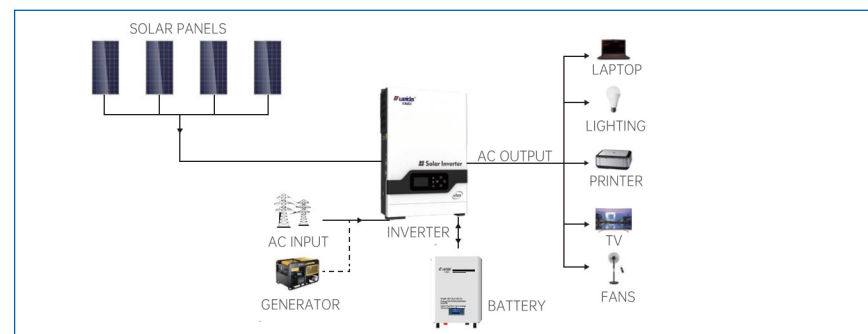 SOLAR PANELS
LAPTOP
LIGHTING
Solar Inverter
AC OUTPUT
PRINTER
AC INPUT
INVERTER
TV
GENERATOR
BATTERY
FANS